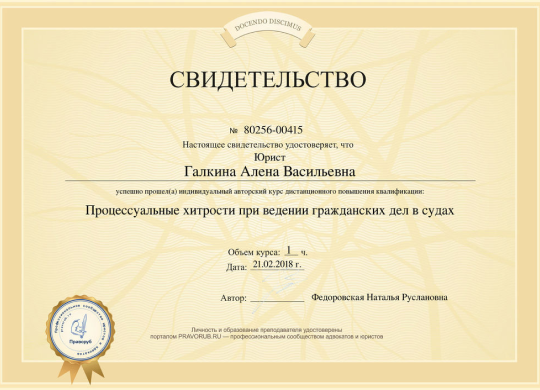 DOCENDO DISCIMUS
СВИДЕТЕЛЬСТВО
№ 80256-00415
Настоящее свидетельство удостоверяет, что
Юрист
Галкина Алена Васильевна
успешно прошел(а) индивидуальный авторский курс дистанционного повышения квалификации:
Процессуальные хитрости при ведении гражданских дел в судах
Объем курса: 1 ч.
Дата: 21.02.2018 г.
Автор: Федоровская Наталья Руслановна
Личность и образование преподавателя удостоверены
порталом PRAVORUB.RU — профессиональным сообществом адвокатов и юристов
Праворуб